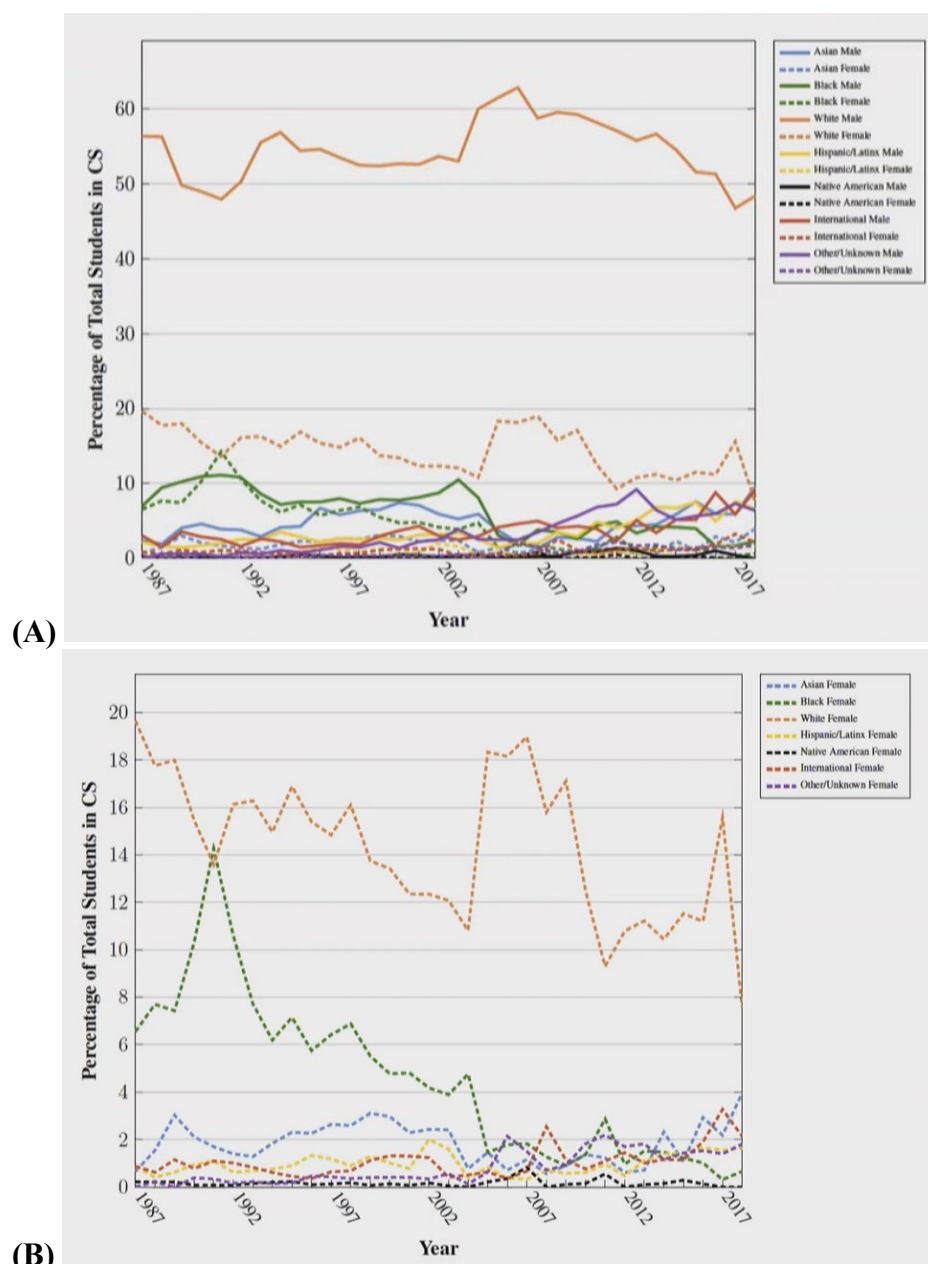 60
50
40
30
20
10
0
Percentage of Total Students in CS
1987
1992
1997
2002
2007
2012
2017
Year
Asian Male
Asian Female
Black Male
Black Female
White Male
White Female
Hispanic/Latinx Male
Hispanic/Latinx Female
Native American Male
Native American Female
International Male
International Female
Other/Unknown Male
Other/Unknown Female
(A)
20
18
16
14
12
10
8
6
4
2
0
Percentage of Total Students in CS
1987
1992
1997
2002
2007
2012
2017
Year
Asian Female
Black Female
White Female
Hispanic/Latinx Female
Native American Female
International Female
Other/Unknown Female
(B)